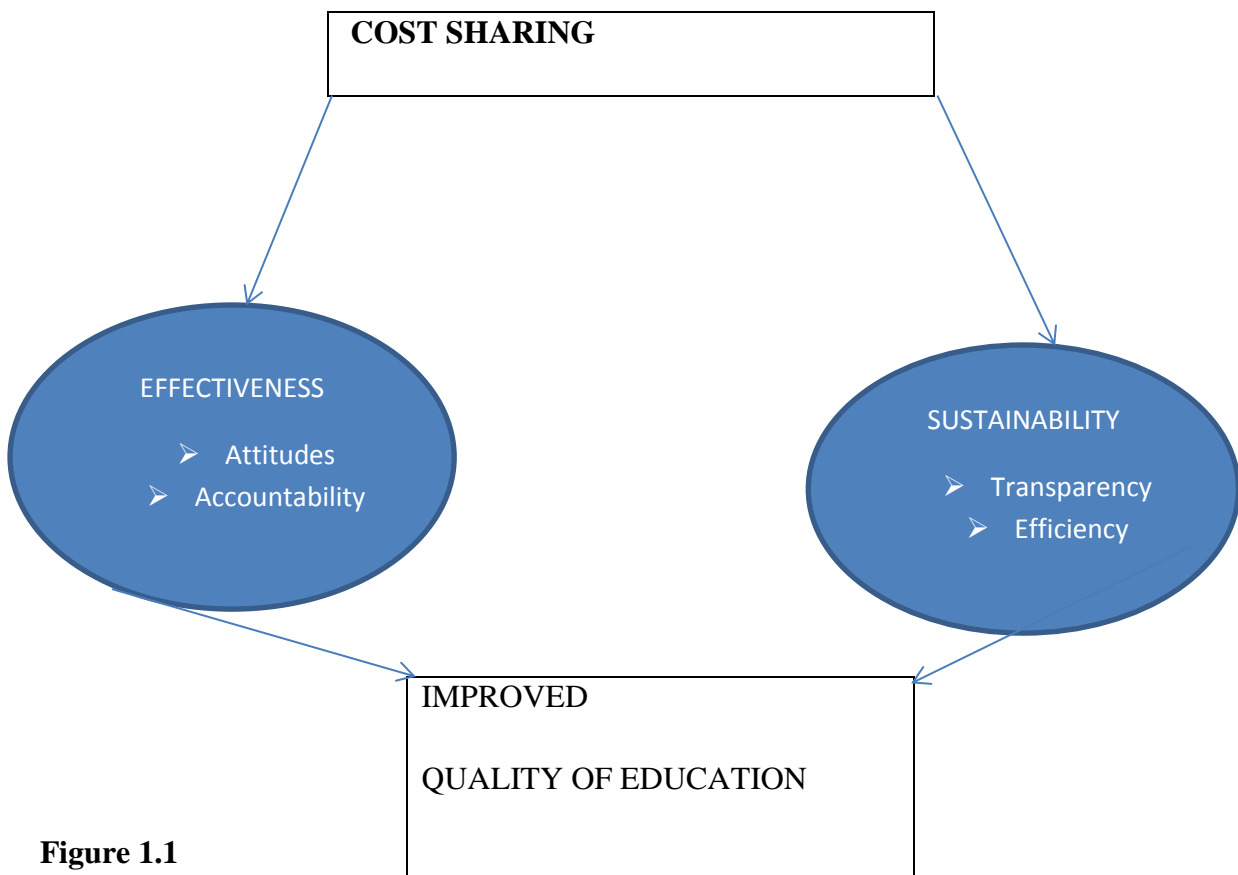 COST SHARING
EFFECTIVENESS
➢ Attitudes
➢ Accountability
SUSTAINABILITY
➢ Transparency
➢ Efficiency
IMPROVED
QUALITY OF EDUCATION
Figure 1.1